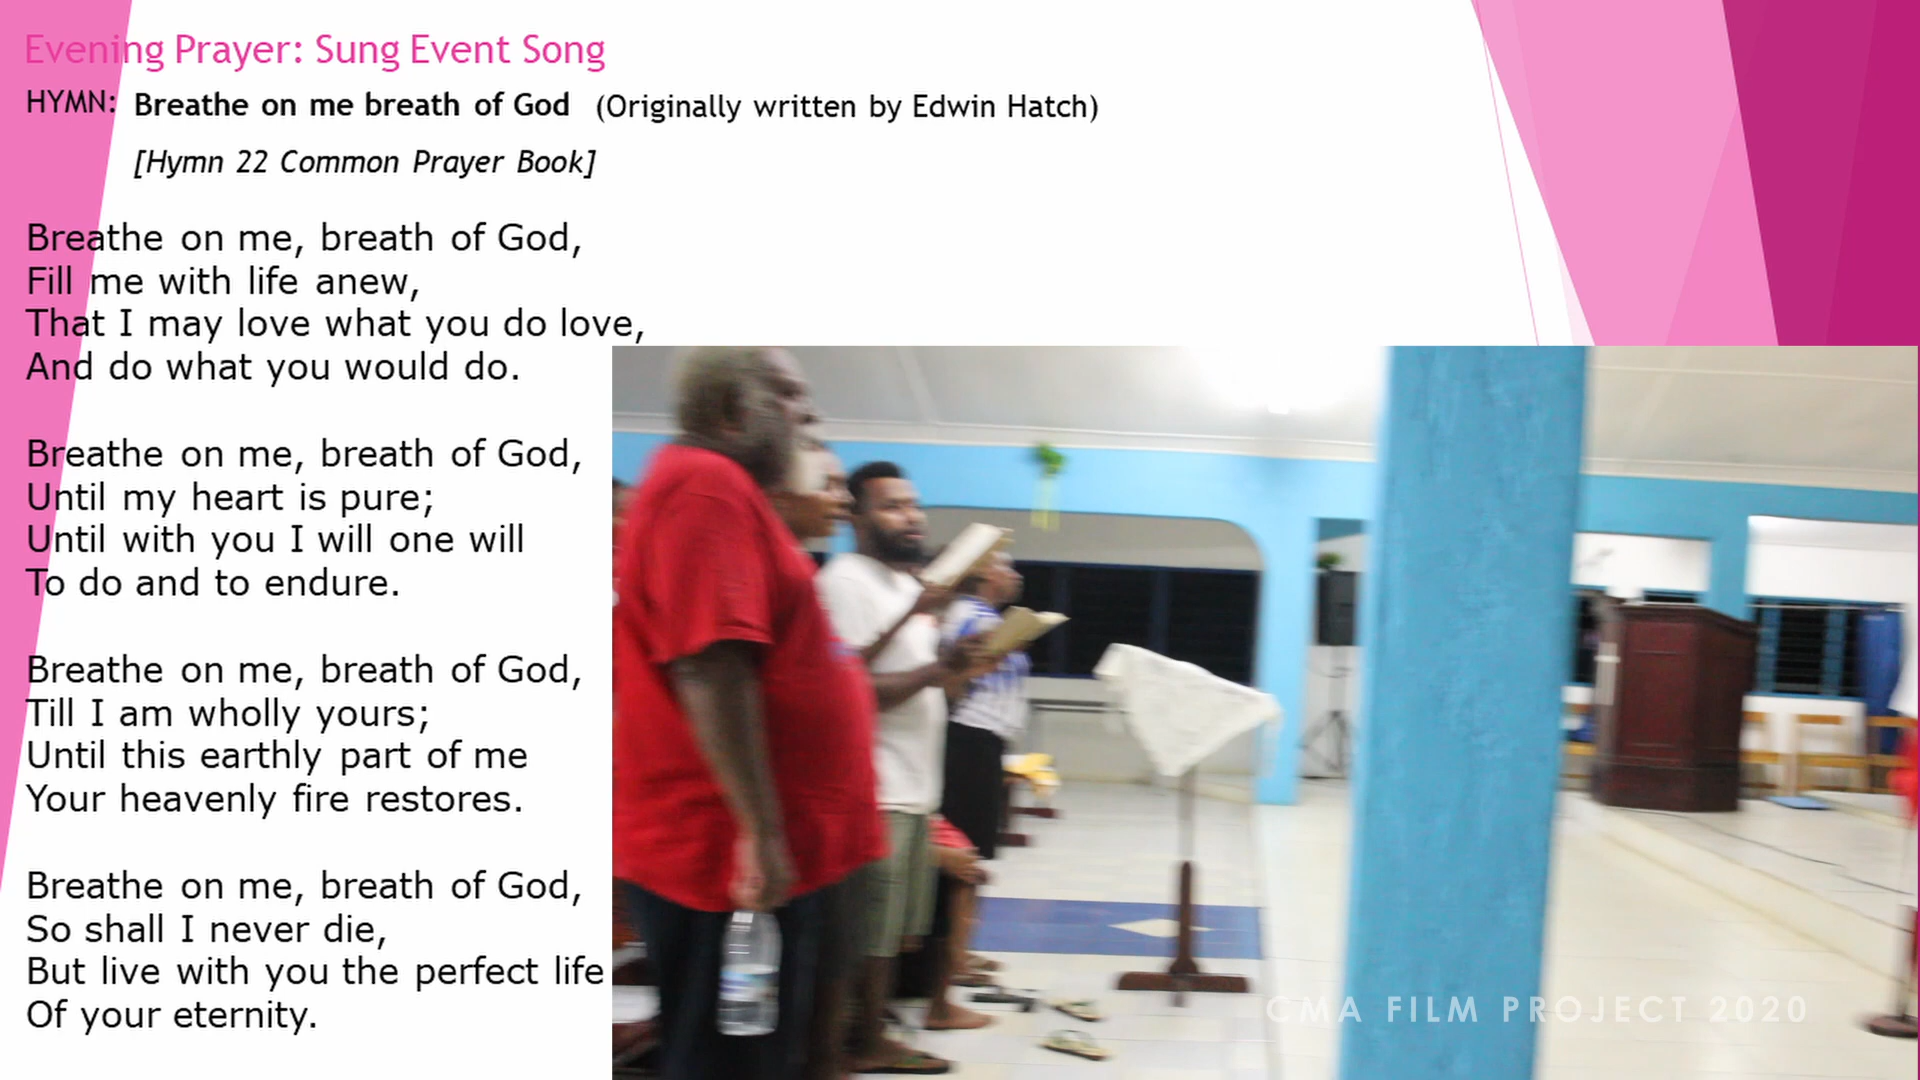 Evening Prayer: Sung Event Song
HYMN: Breathe on me breath of God (Originally written by Edwin Hatch)
[Hymn 22 Common Prayer Book]
Breathe on me, breath of God,
Fill me with life anew,
That I may love what you do love,
And do what you would do.
Breathe on me, breath of God,
Until my heart is pure;
Until with you I will one will
To do and to endure.
Breathe on me, breath of God,
Till I am wholly yours;
Until this earthly part of me
Your heavenly fire restores.
Breathe on me, breath of God,
So shall I never die,
But live with you the perfect life
Of your eternity.
CMA FILM PROJECT 2020